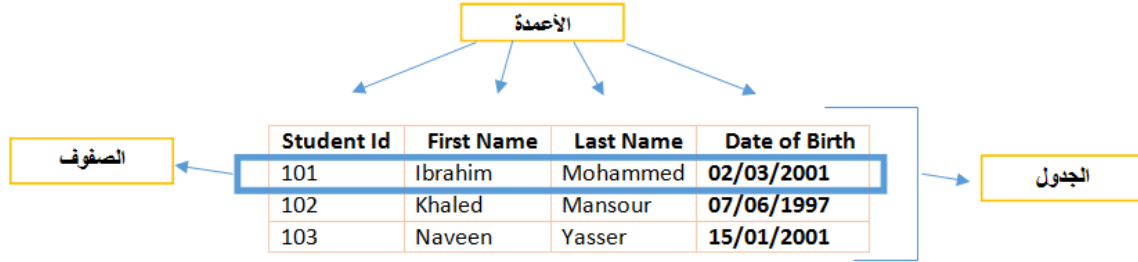 الأعمدة
Student Id First Name Last Name Date of Birth
101 Ibrahim Mohammed 02/03/2001
102 Khaled Mansour 07/06/1997
103 Naveen Yasser 15/01/2001
الصفوف
الجدول